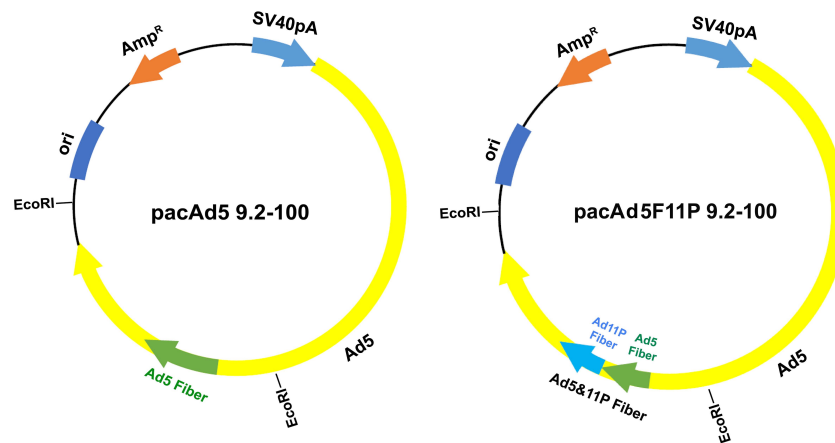 SV40pA
AmpR
ori
EcoRI
pacAd5 9.2-100
Ad5
Ad5 Fiber
EcoRI
SV40pA
AmpR
ori
EcoRI
pacAd5F11P 9.2-100
Ad11P
Fiber
Ad5
Fiber
Ad5
Ad5&11P Fiber
EcoRI